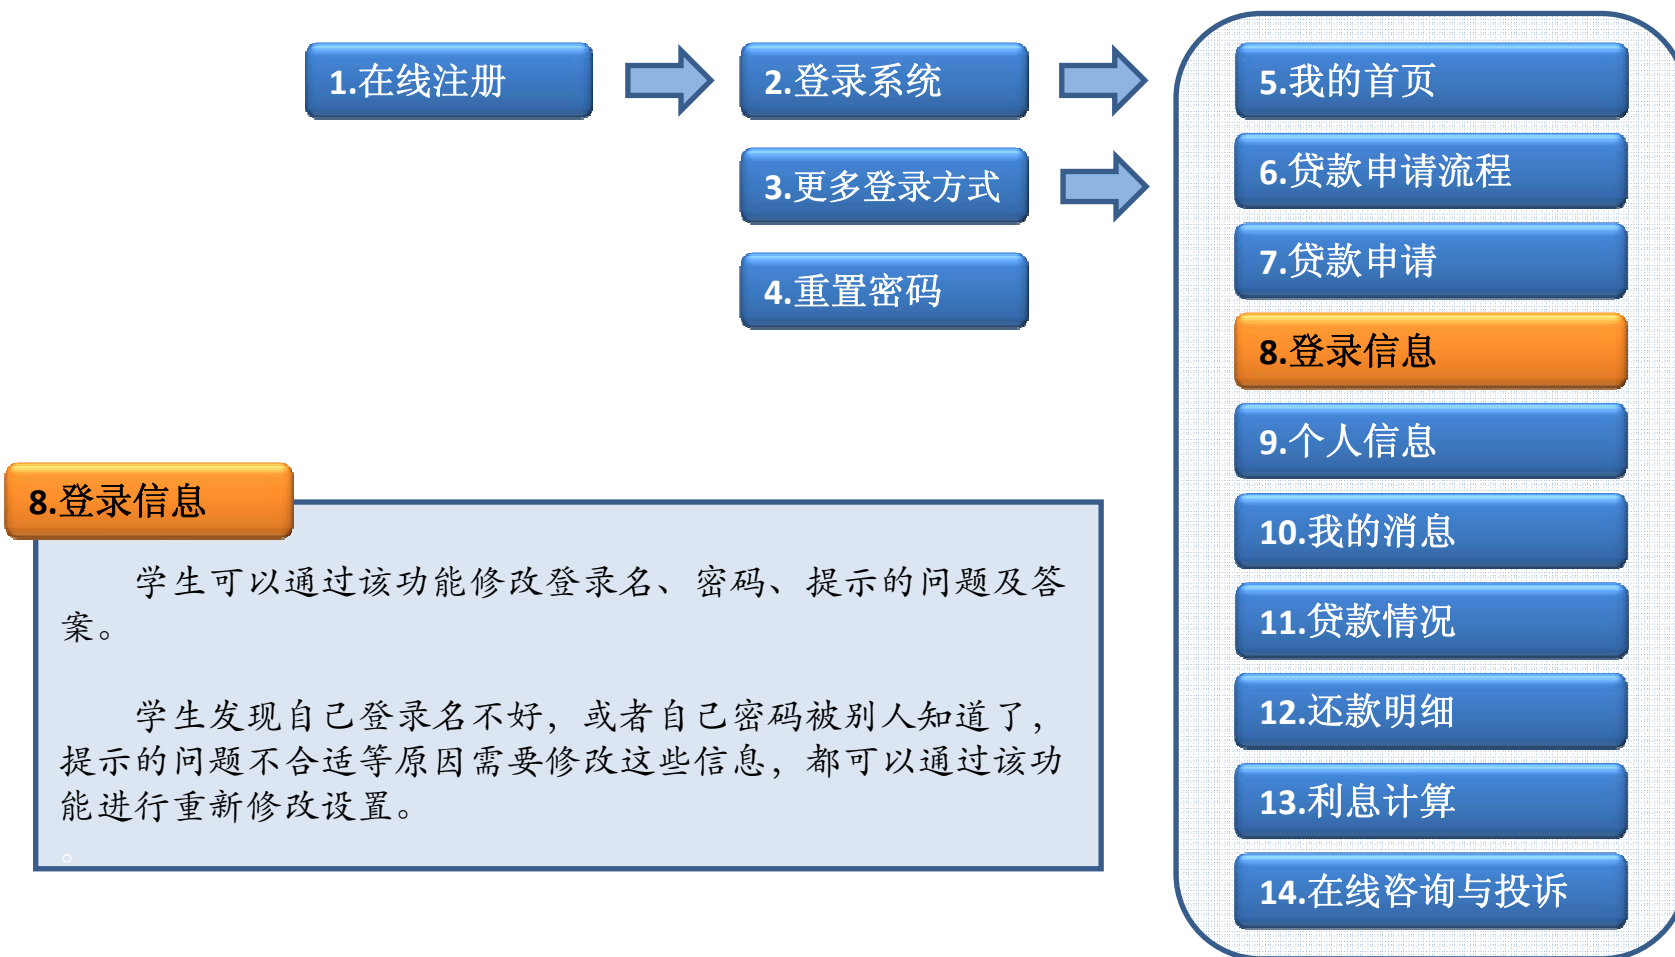 1.在线注册
2.登录系统
3.更多登录方式
4.重置密码
5.我的首页
6.贷款申请流程
7.贷款申请
8.登录信息
9.个人信息
10.我的消息
11.贷款情况
12.还款明细
13.利息计算
14.在线咨询与投诉
8.登录信息
学生可以通过该功能修改登录名、密码、提示的问题及答
案。
学生发现自己登录名不好，或者自己密码被别人知道了，
提示的问题不合适等原因需要修改这些信息，都可以通过该功
能进行重新修改设置。
。